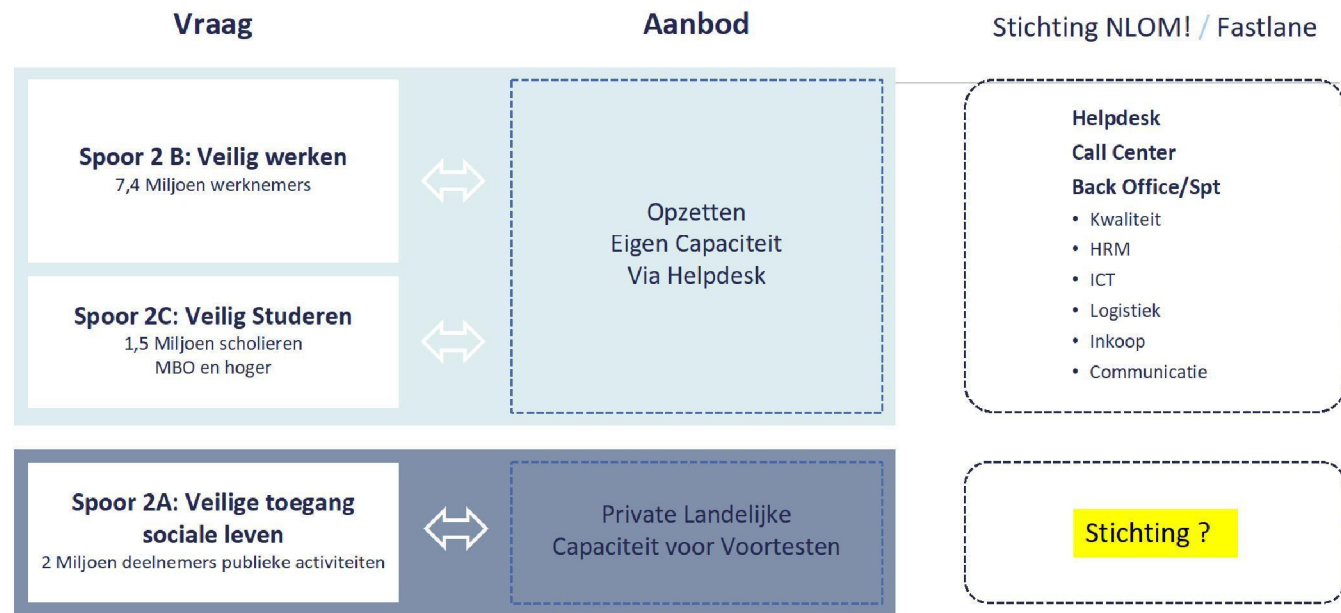 Vraag
Aanbod
Stichting NLOM! / Fastlane
Spoor 2 B: Veilig werken
7,4 Miljoen werknemers
Spoor 2C: Veilig Studeren
1,5 Miljoen scholieren
MBO en hoger
Opzetten
Eigen Capaciteit
Via Helpdesk
Helpdesk
Call Center
Back Office/Spt
• Kwaliteit
• HRM
• ICT
• Logistiek
• Inkoop
• Communicatie
Spoor 2A: Veilige toegang
sociale leven
2 Miljoen deelnemers publieke activiteiten
Private Landelijke
Capaciteit voor Voortesten
Stichting ?